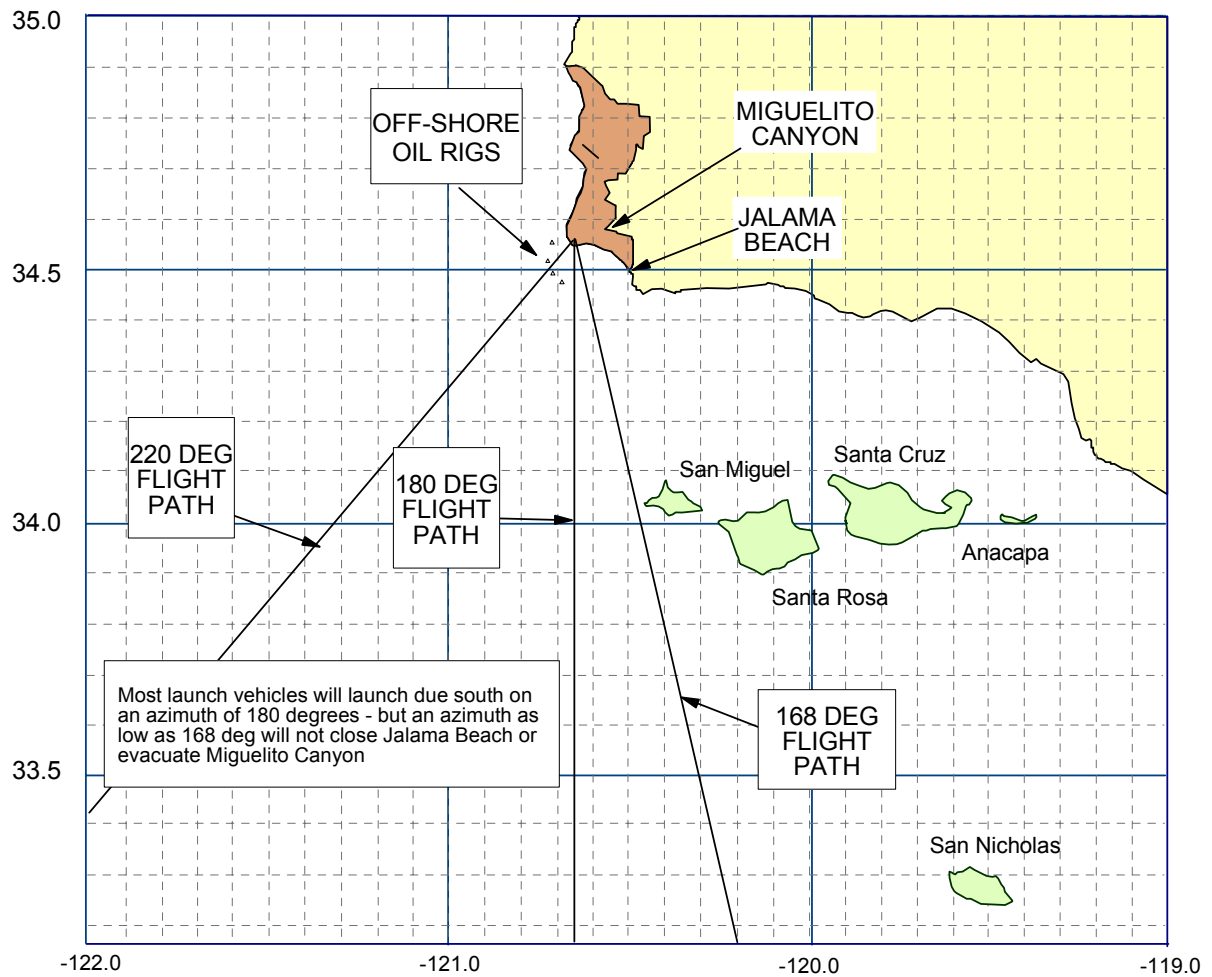 35.0
OFF-SHORE
OIL RIGS
MIGUELITO
CANYON
JALAMA
BEACH
34.5
220 DEG
FLIGHT
PATH
180 DEG
FLIGHT
PATH
San Miguel
Santa Cruz
34.0
Anacapa
Santa Rosa
Most launch vehicles will launch due south on
an azimuth of 180 degrees - but an azimuth as
low as 168 deg will not close Jalama Beach or
evacuate Miguelito Canyon
168 DEG
FLIGHT
PATH
33.5
San Nicholas
-122.0
-121.0
-120.0
-119.0